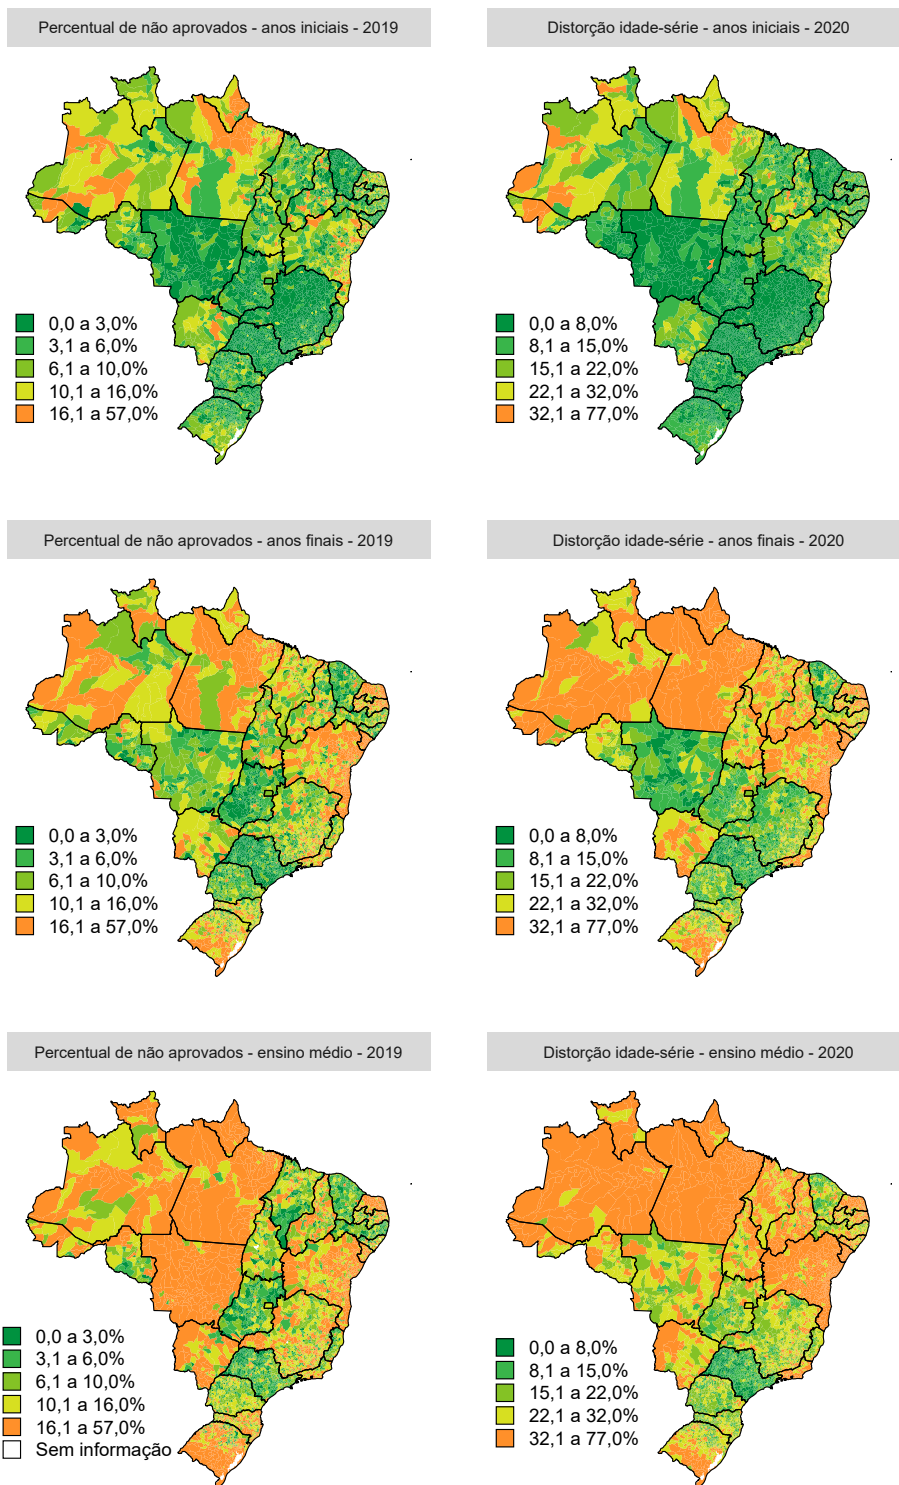 Percentual de não aprovados - anos iniciais - 2019
0,0 a 3,0%
3,1 a 6,0%
6,1 a 10,0%
10,1 a 16,0%
16,1 a 57,0%
Distorção idade-série - anos iniciais - 2020
0,0 a 8,0%
8,1 a 15,0%
15,1 a 22,0%
22,1 a 32,0%
32,1 a 77,0%
Percentual de não aprovados - anos finais - 2019
0,0 a 3,0%
3,1 a 6,0%
6,1 a 10,0%
10,1 a 16,0%
16,1 a 57,0%
Distorção idade-série - anos finais - 2020
0,0 a 8,0%
8,1 a 15,0%
15,1 a 22,0%
22,1 a 32,0%
32,1 a 77,0%
Percentual de não aprovados - ensino médio - 2019
0,0 a 3,0%
3,1 a 6,0%
6,1 a 10,0%
10,1 a 16,0%
16,1 a 57,0%
Sem informação
Distorção idade-série - ensino médio - 2020
0,0 a 8,0%
8,1 a 15,0%
15,1 a 22,0%
22,1 a 32,0%
32,1 a 77,0%